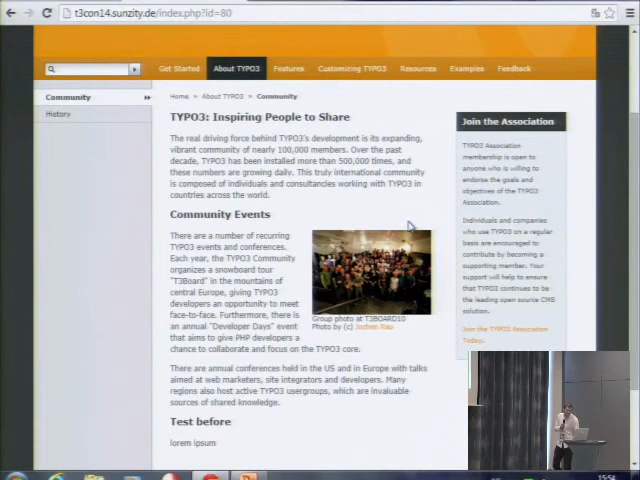 t3con14.sunzity.de/index.php?id=80
Get Started
About TYPO3
Features
Customizing TYPO3
Resources
Examples
Feedback
Community
History
Home » About TYPO3 » Community
TYPO3: Inspiring People to Share
The real driving force behind TYPO3's development is its expanding,
vibrant community of nearly 100,000 members. Over the past
decade, TYPO3 has been installed more than 500,000 times, and
these numbers are growing daily. This truly international community
is composed of individuals and consultancies working with TYPO3 in
countries across the world.
Community Events
There are a number of recurring
TYPO3 events and conferences.
Each year, the TYPO3 Community
organizes a snowboard tour
"T3Board" in the mountains of
central Europe, giving TYPO3
developers an opportunity to meet
face-to-face. Furthermore, there is
an annual "Developer Days" event
that aims to give PHP developers a
chance to collaborate and focus on the TYPO3 core.
Group photo at T3BOARD10
Photo by (c) Jochen Rau
There are annual conferences held in the US and in Europe with talks
aimed at web marketers, site integrators and developers. Many
regions also host active TYPO3 usergroups, which are invaluable
sources of shared knowledge.
Test before
lorem ipsum
Join the Association
TYPO3 Association
membership is open to
anyone who is willing to
endorse the goals and
objectives of the TYPO3
Association.
Individuals and companies
who use TYPO3 on a regular
basis are encouraged to
contribute by becoming a
supporting member. Your
support will help to ensure
that TYPO3 continues to be
the leading open source CMS
solution.
Join the TYPO3 Association
Today.
15:54